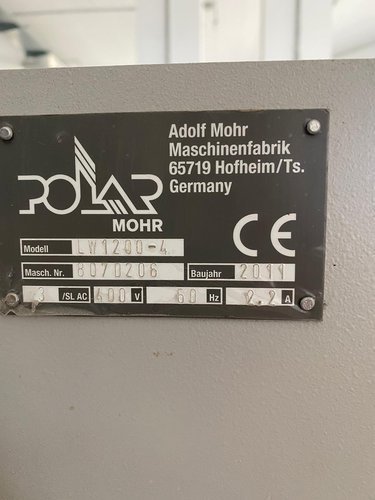 POLAR
MOHR
Adolf Mohr
Maschinenfabrik
65719 Hofheim/Ts.
Germany
CE
Modell LW1200-4
Masch. Nr. 8070206 Baujahr 2011
3 /SL AC 400 V 60 Hz 2.2 A